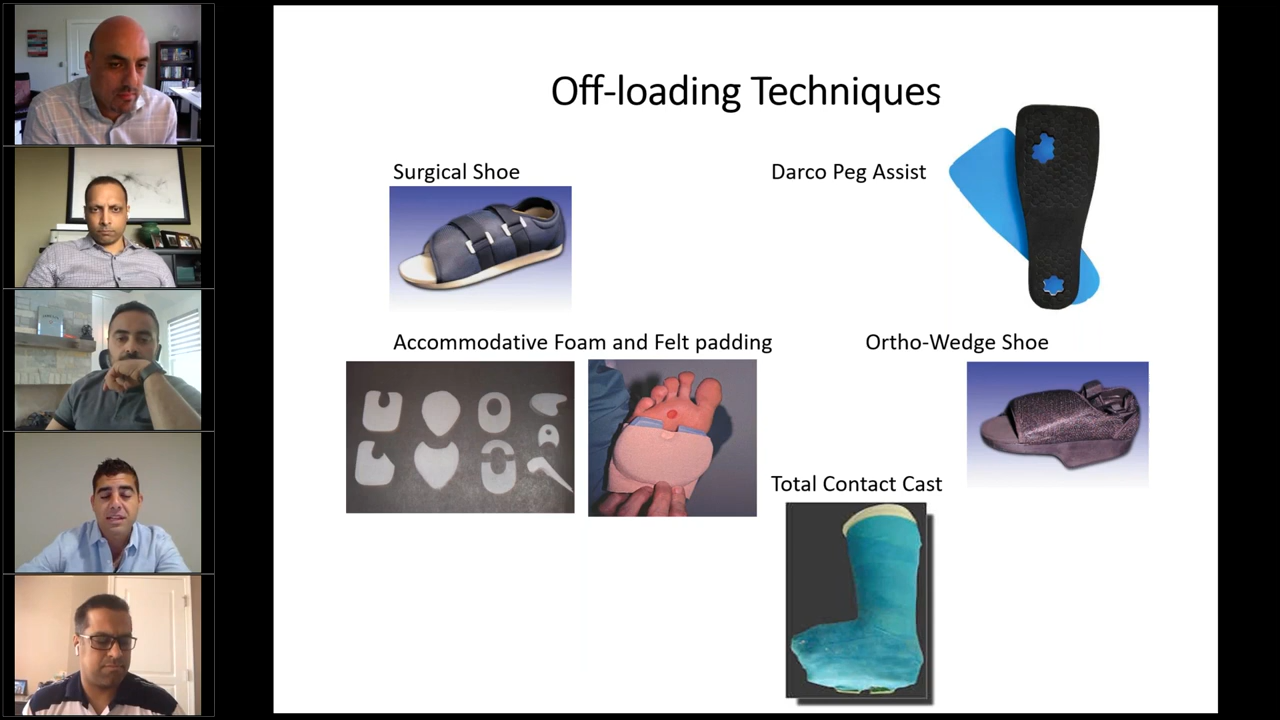 Off-loading Techniques
Surgical Shoe
Darco Peg Assist
Accommodative Foam and Felt padding
Ortho-Wedge Shoe
Total Contact Cast